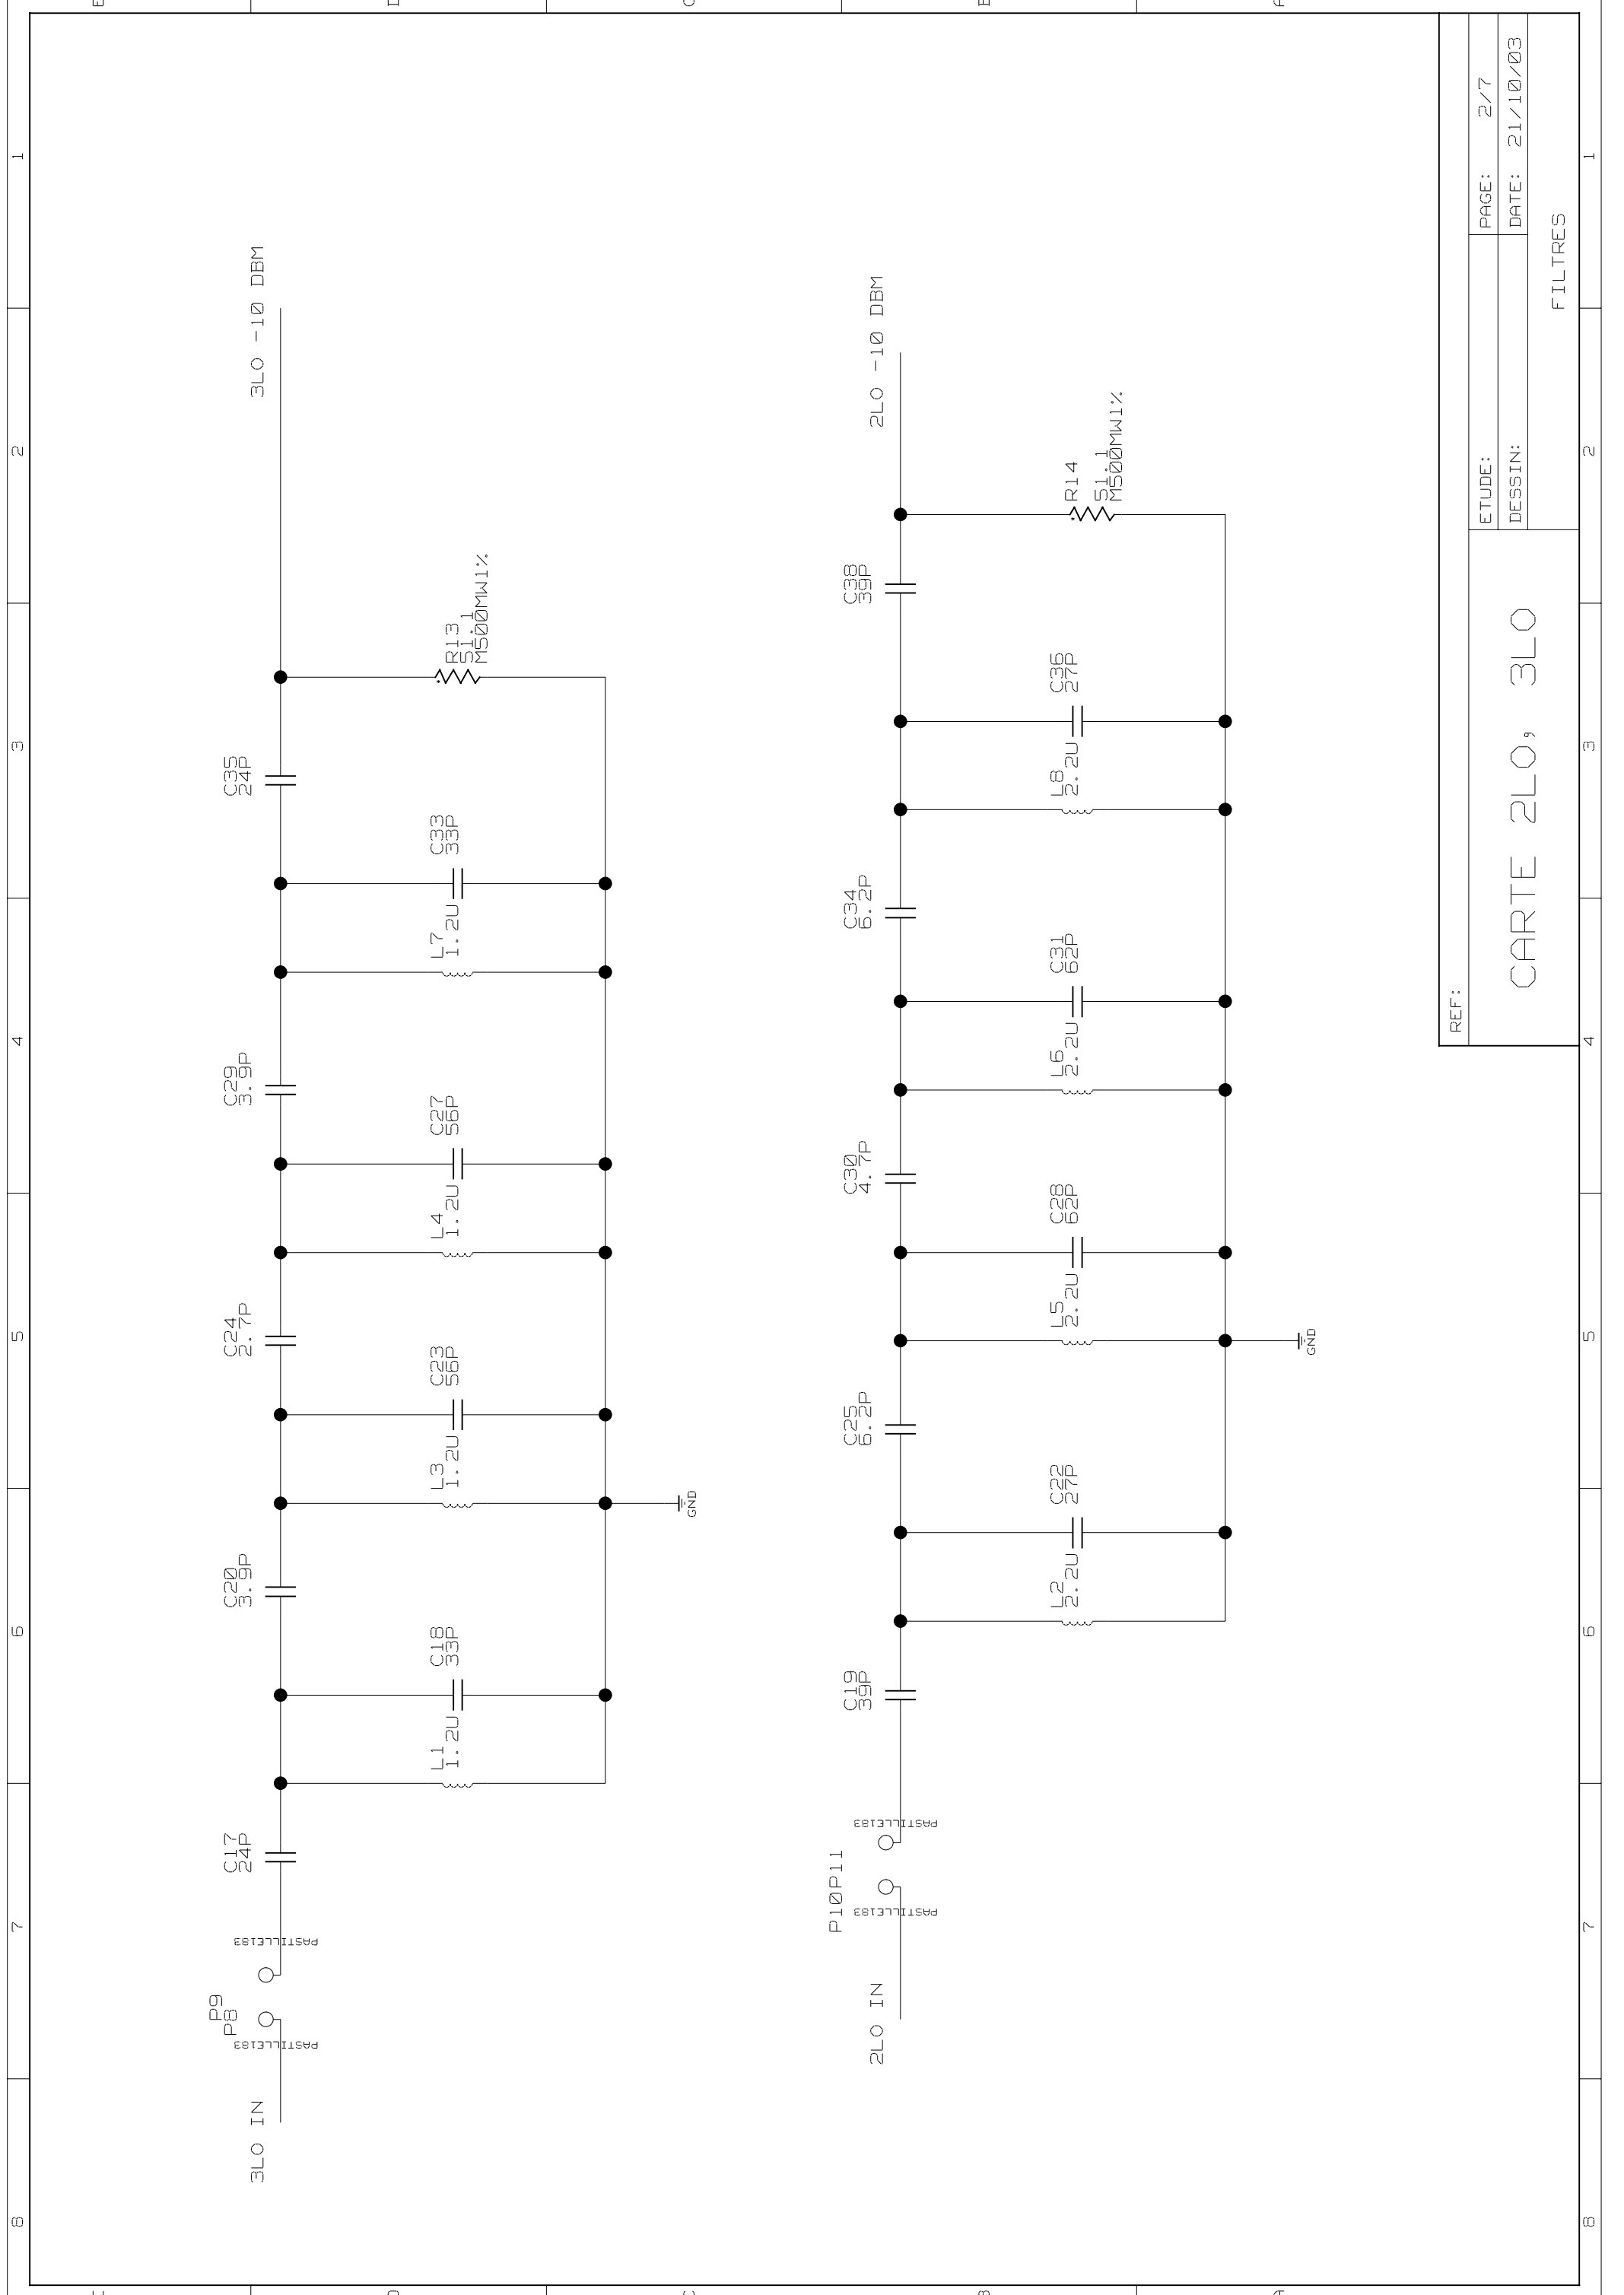 8
7
6
5
4
3
2
1
3LO IN
P9
P8
PASTILLE183
PASTILLE183
C17
24P
L1
1.2U
C18
33P
C20
3.9P
L3
1.2U
C23
56P
GND
C24
2.7P
L4
1.2U
C27
56P
C29
3.9P
L7
1.2U
C33
33P
C35
24P
R13
51.1
M500MW1%
3LO -10 DBM
2LO IN
P10P11
PASTILLE183
PASTILLE183
C19
39P
L2
2.2U
C22
27P
C25
6.2P
L5
2.2U
C28
62P
GND
C30
4.7P
L6
2.2U
C31
62P
C34
6.2P
L8
2.2U
C36
27P
C38
39P
R14
51.1
M500MW1%
2LO -10 DBM
REF:
CARTE 2LO, 3LO
ETUDE:
PAGE: 2/7
DESSIN:
DATE: 21/10/03
FILTRES
8
7
6
5
4
3
2
1